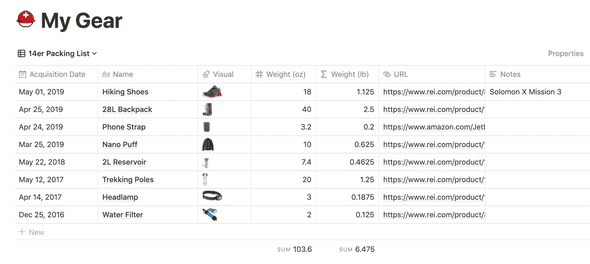 My Gear
14er Packing List
Properties
Acquisition Date Name Visual Weight (oz) Weight (lb) URL Notes
May 01, 2019 Hiking Shoes 18 1.125 https://www.rei.com/product/ Solomon X Mission 3
Apr 25, 2019 28L Backpack 40 2.5 https://www.rei.com/product/
Apr 24, 2019 Phone Strap 3.2 0.2 https://www.amazon.com/Jet
Mar 25, 2019 Nano Puff 10 0.625 https://www.rei.com/product/
May 22, 2018 2L Reservoir 7.4 0.4625 https://www.rei.com/product/
May 12, 2017 Trekking Poles 20 1.25 https://www.rei.com/product/
Apr 14, 2017 Headlamp 3 0.1875 https://www.rei.com/product/
Dec 25, 2016 Water Filter 2 0.125 https://www.rei.com/product/
+ New
SUM 103.6 SUM 6.475